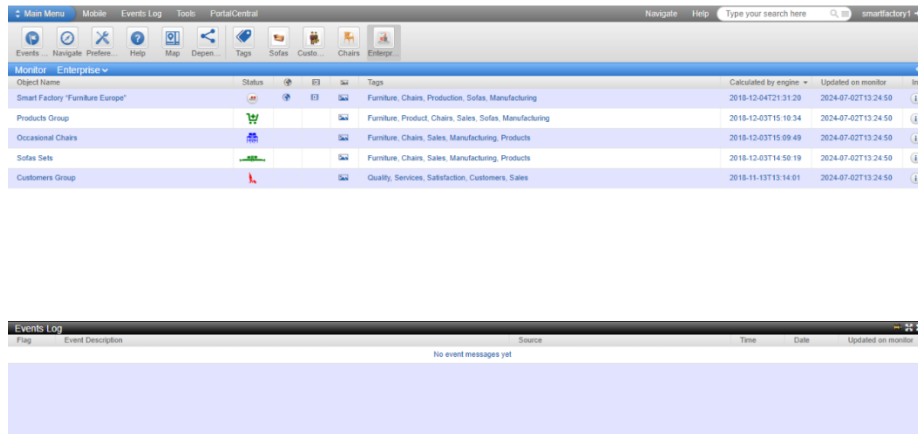 Main Menu Mobile Events Log Tools PortalCentral Navigate Help Type your search here smartfactory1
Events ... Navigate Prefere... Help Map Depen... Tags Sofas Custo... Chairs Enterpr...
Monitor Enterprise
Object Name Status Tags Calculated by engine Updated on monitor In
Smart Factory "Furniture Europe" Furniture, Chairs, Production, Sofas, Manufacturing 2018-12-04T21:31:20 2024-07-02T13:24:50
Products Group Furniture, Product, Chairs, Sales, Sofas, Manufacturing 2018-12-03T15:10:34 2024-07-02T13:24:50
Occasional Chairs Furniture, Chairs, Sales, Manufacturing, Products 2018-12-03T15:09:49 2024-07-02T13:24:50
Sofas Sets Furniture, Chairs, Sales, Manufacturing, Products 2018-12-03T14:50:19 2024-07-02T13:24:50
Customers Group Quality, Services, Satisfaction, Customers, Sales 2018-11-13T13:14:01 2024-07-02T13:24:50
Events Log
Flag Event Description Source Time Date Updated on monitor
No event messages yet